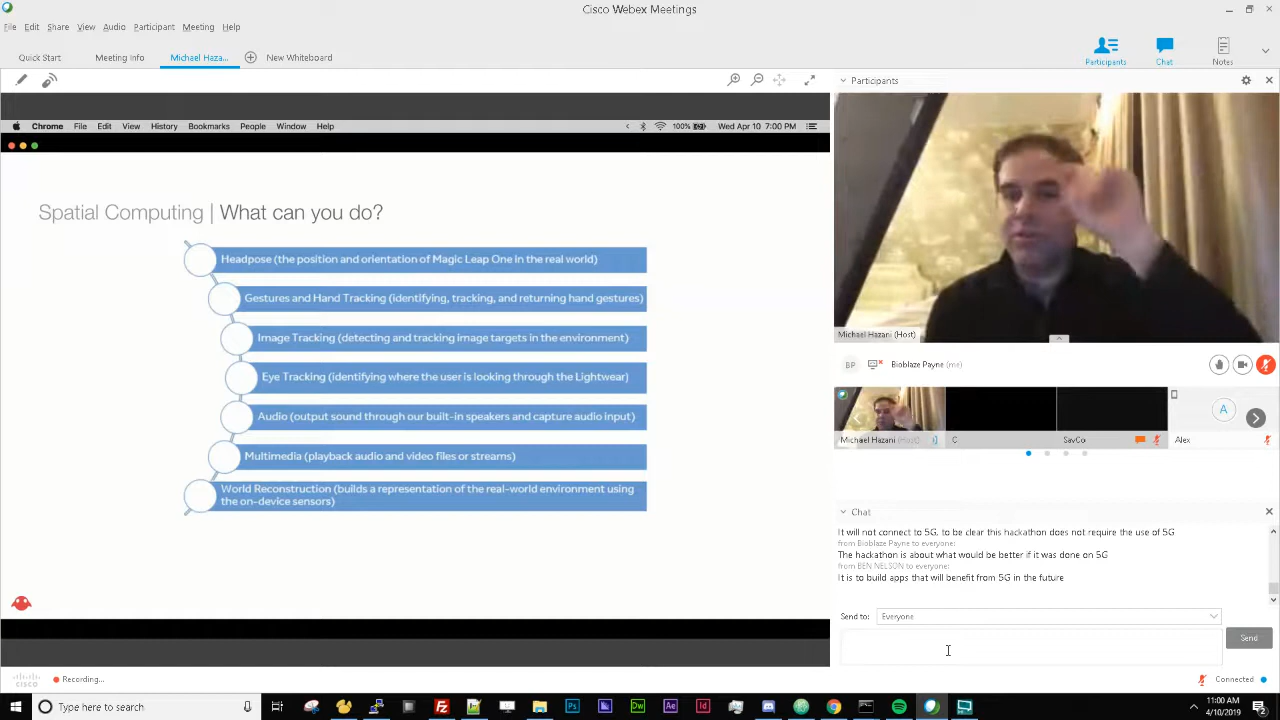 Cisco Webex Meetings
File Edit Share View Audio Participant Meeting Help
Quick Start Meeting Info Michael Haza... New Whiteboard
Participants Chat Notes
Participants
Chrome File Edit View History Bookmarks People Window Help 100% Wed Apr 10 7:00 PM
Spatial Computing | What can you do?
Headpose (the position and orientation of Magic Leap One in the real world)
Gestures and Hand Tracking (identifying, tracking, and returning hand gestures)
Image Tracking (detecting and tracking image targets in the environment)
Eye Tracking (identifying where the user is looking through the Lightwear)
Audio (output sound through our built-in speakers and capture audio input)
Multimedia (playback audio and video files or streams)
World Reconstruction (builds a representation of the real-world environment using
the on-device sensors)
Michael Hazani (Host)
BP Bioblaze Payne (me)
A
Michael Hazani (Host) C SavCo Alex
Chat
It will not connect to 5G, to be clear this hackathon does not require the use of 5G
from Bioblaze Payne to everyone:
The hackathon is about what would be better if it was done on 5G
from BEN NELSON to everyone:
It is to build apps that will benefit from 5G in the future
Send to: Everyone
Send
cisco Recording... Connected
Type here to search
Fz Ps Dw Ae Id
11:00 AM
4/10/2019